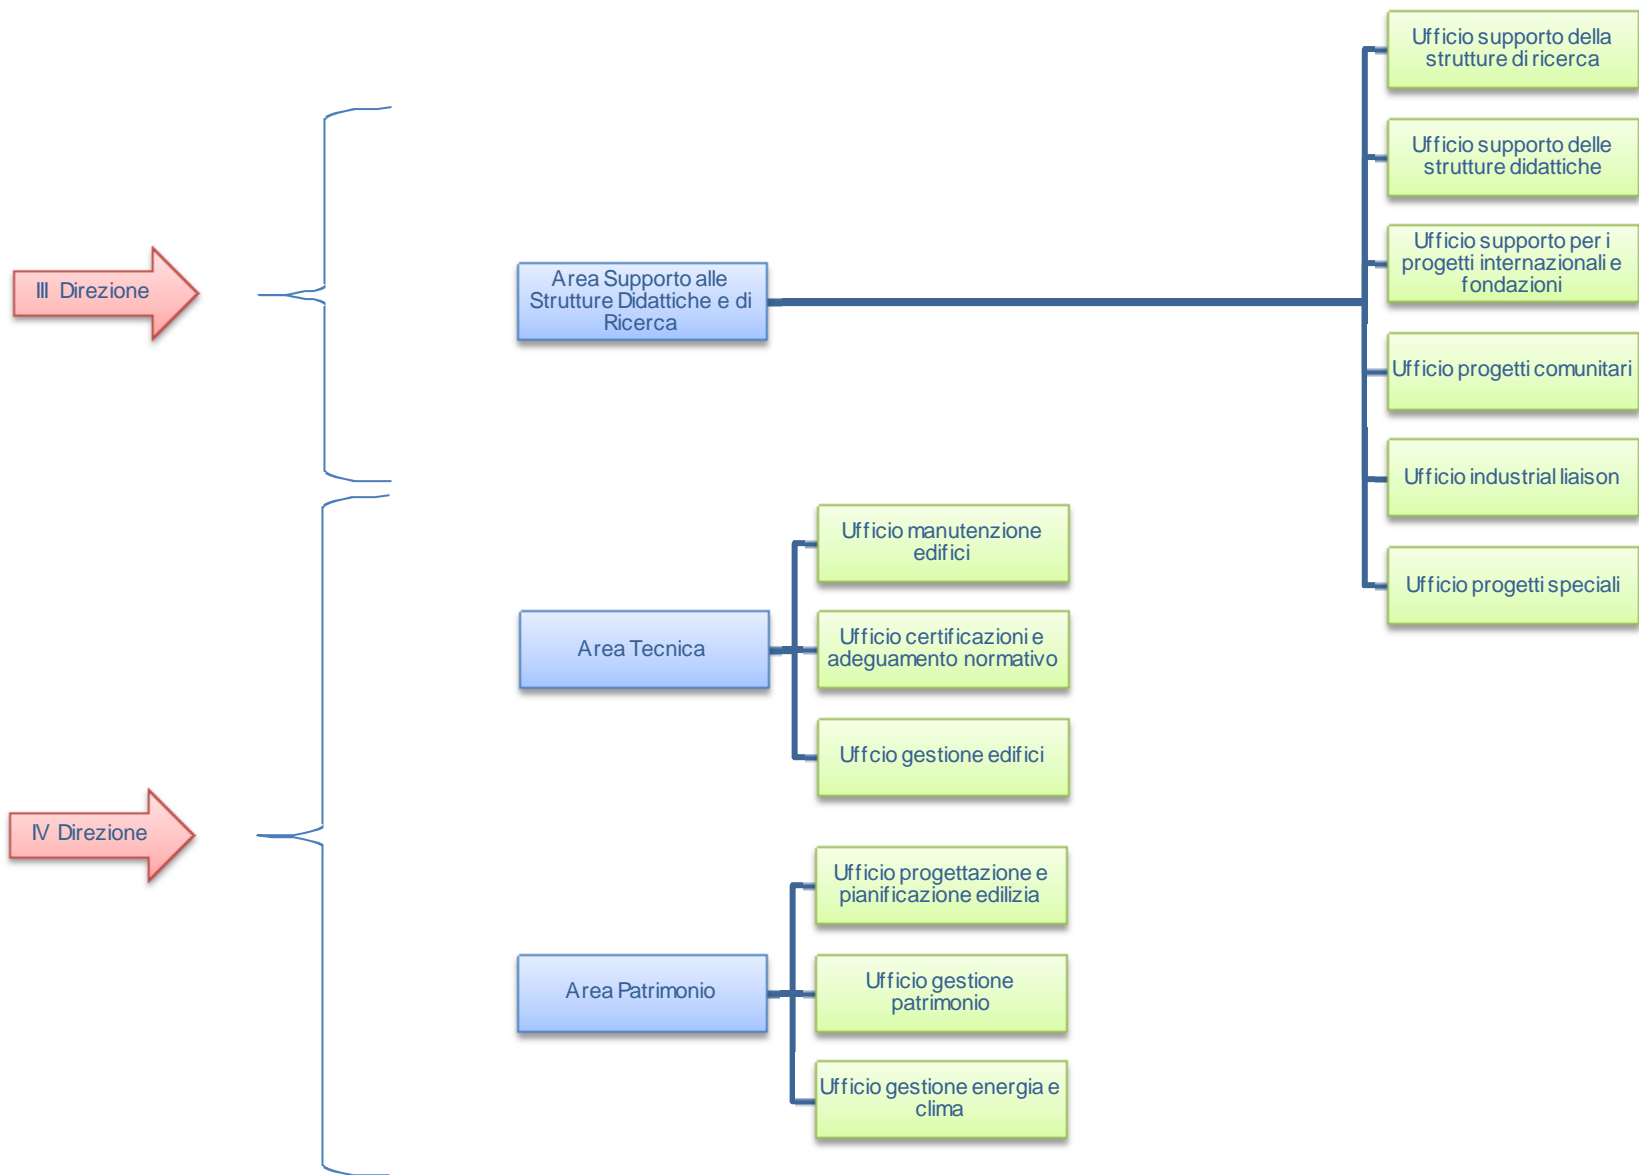 Ufficio supporto della
strutture di ricerca
Ufficio supporto delle
strutture didattiche
III Direzione
Area Supporto alle
Strutture Didattiche e di
Ricerca
Ufficio supporto per i
progetti internazionali e
fondazioni
Ufficio progetti comunitari
Ufficio industrial liaison
Ufficio progetti speciali
IV Direzione
Area Tecnica
Ufficio manutenzione
edifici
Ufficio certificazioni e
adeguamento normativo
Uffcio gestione edifici
Area Patrimonio
Ufficio progettazione e
pianificazione edilizia
Ufficio gestione
patrimonio
Ufficio gestione energia e
clima